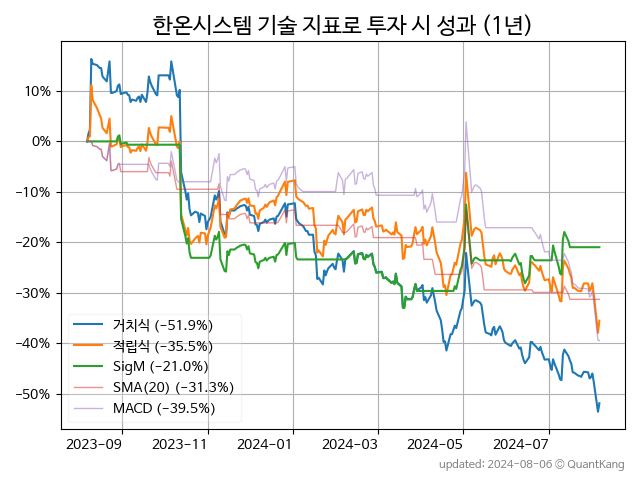 한온시스템 기술 지표로 투자 시 성과 (1년)
10%
0%
−10%
−20%
−30%
−40%
−50%
거치식 (−51.9%)
적립식 (−35.5%)
SigM (−21.0%)
SMA(20) (−31.3%)
MACD (−39.5%)
2023-09 2023-11 2024-01 2024-03 2024-05 2024-07
updated: 2024-08-06 © QuantKang